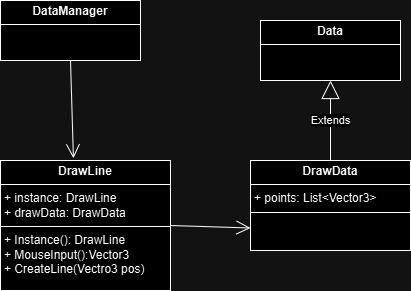 DataManager
Data
Extends
DrawLine
+ instance: DrawLine
+ drawData: DrawData
+ Instance(): DrawLine
+ MouseInput():Vector3
+ CreateLine(Vectro3 pos)
DrawData
+ points: List<Vector3>